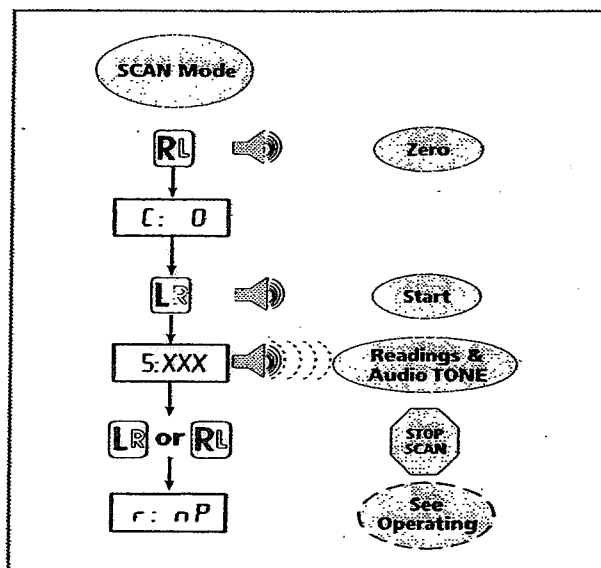 SCAN Mode
RL
Zero
C: 0
LR
Start
S:XXX
Readings &
Audio TONE
LR or RL
STOP
SCAN
r: nP
See
Operating